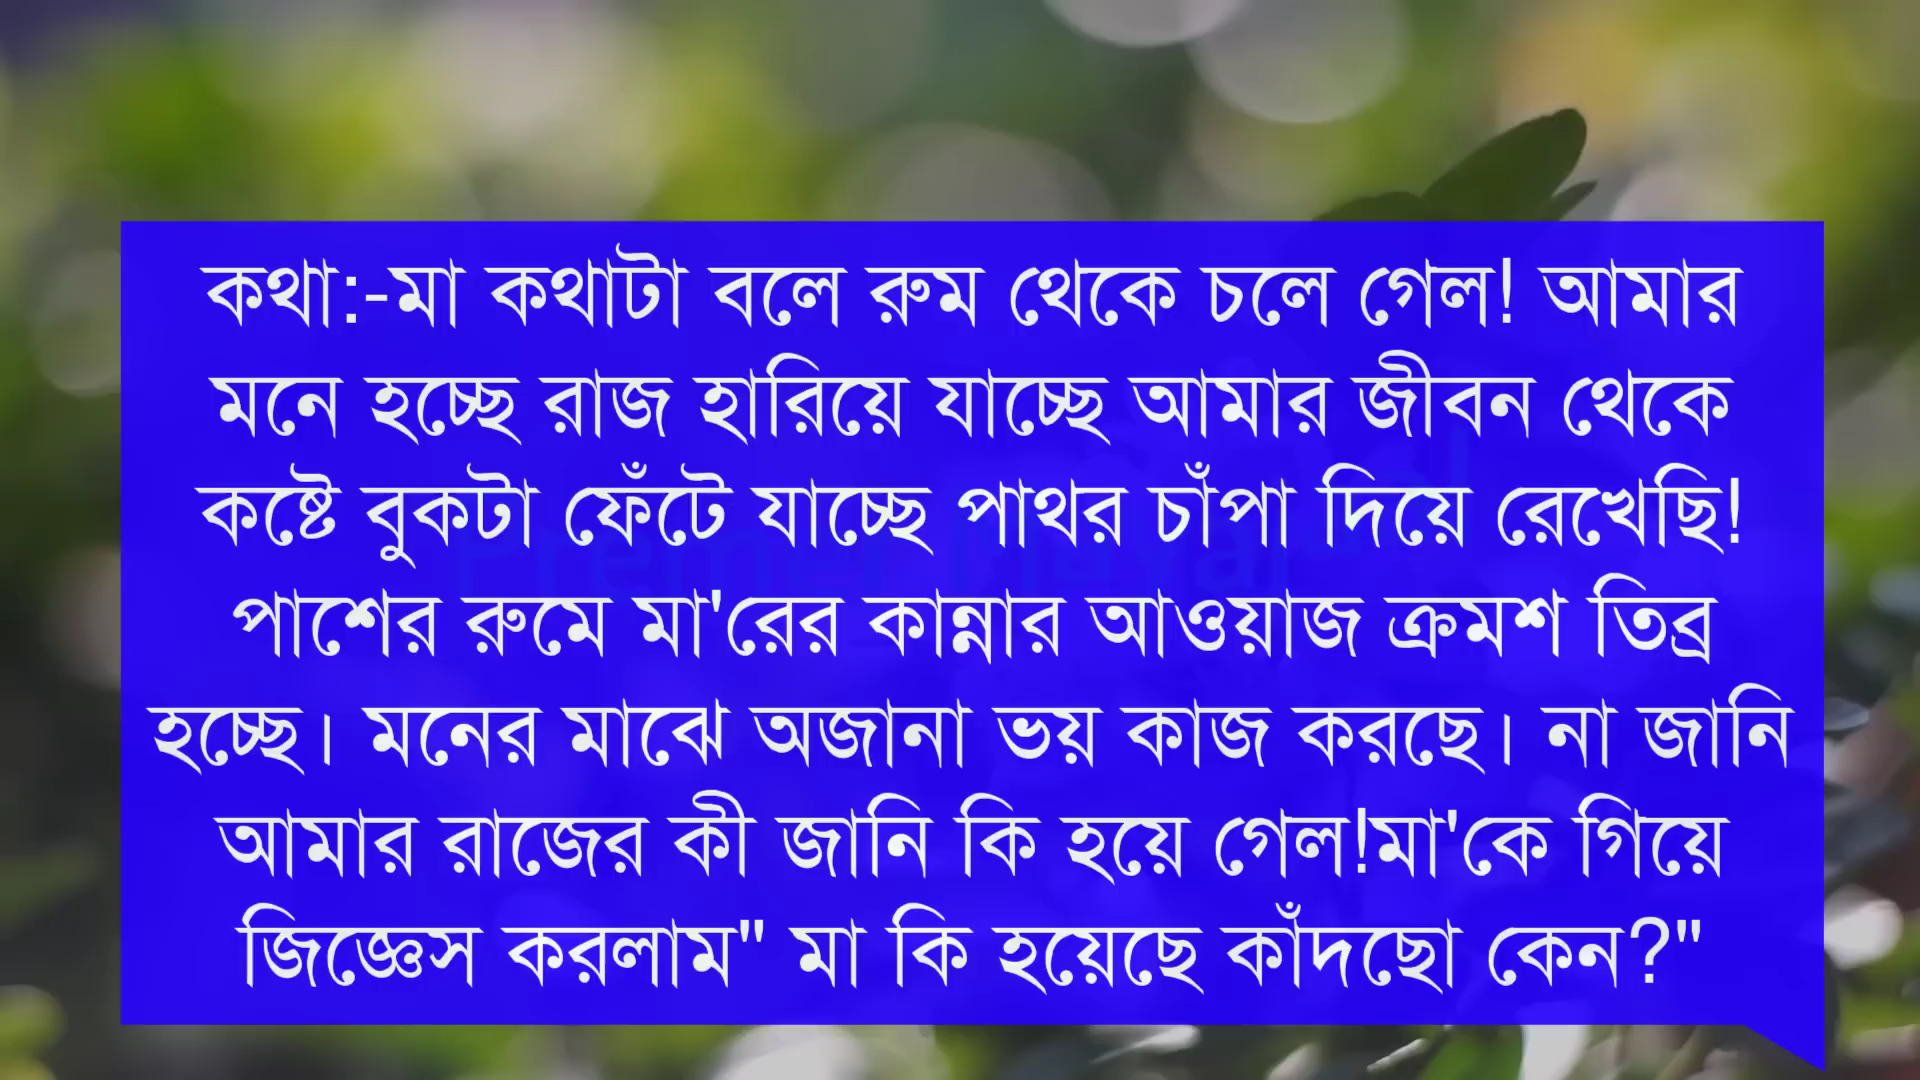 কথা:-মা কথাটা বলে রুম থেকে চলে গেল! আমার
মনে হচ্ছে রাজ হারিয়ে যাচ্ছে আমার জীবন থেকে
কষ্টে বুকটা ফেঁটে যাচ্ছে পাথর চাঁপা দিয়ে রেখেছি!
পাশের রুমে মা'রের কান্নার আওয়াজ ক্রমশ তিব্র
হচ্ছে। মনের মাঝে অজানা ভয় কাজ করছে। না জানি
আমার রাজের কী জানি কি হয়ে গেল!মা'কে গিয়ে
জিজ্ঞেস করলাম" মা কি হয়েছে কাঁদছো কেন?"